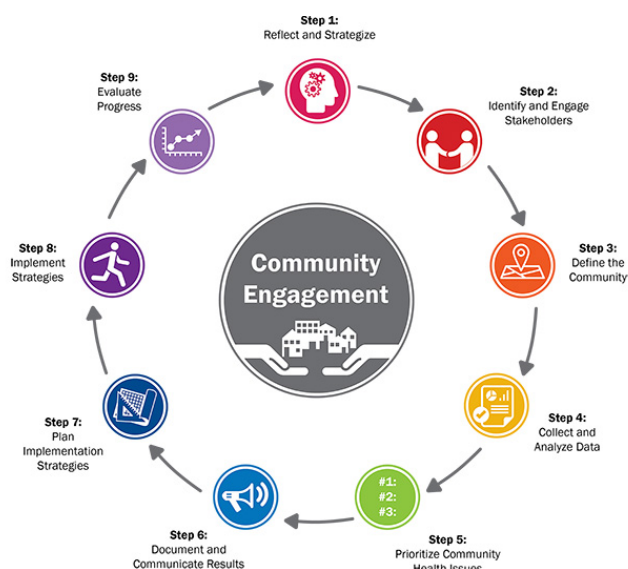 Step 1:
Reflect and Strategize
Step 2:
Identify and Engage
Stakeholders
Step 3:
Define the
Community
Step 4:
Collect and
Analyze Data
Step 5:
Prioritize Community
Health Issues
#1:
#2:
#3:
Step 6:
Document and
Communicate Results
Step 7:
Plan
Implementation
Strategies
Step 8:
Implement
Strategies
Step 9:
Evaluate
Progress
Community
Engagement